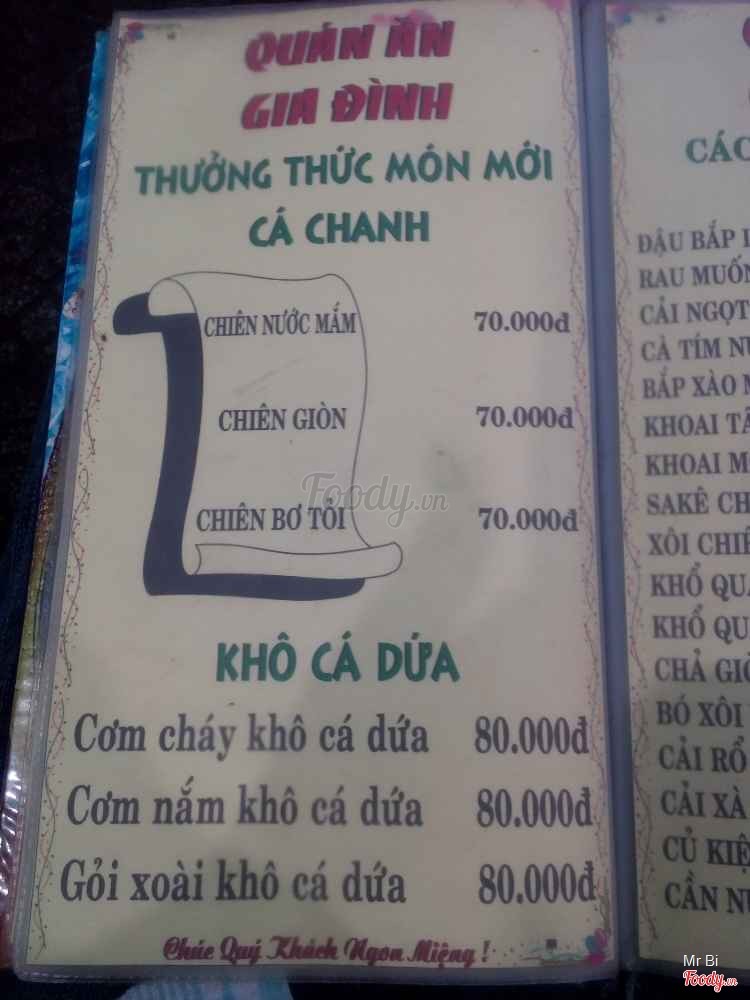 QUÁN ĂN
GIA ĐÌNH
THƯỞNG THỨC MÓN MỚI
CÁ CHANH
CHIÊN NƯỚC MẮM 70.000đ
CHIÊN GIÒN 70.000đ
CHIÊN BƠ TỎI 70.000đ
Foody.vn
KHÔ CÁ DỨA
Cơm cháy khô cá dứa 80.000đ
Cơm nắm khô cá dứa 80.000đ
Gỏi xoài khô cá dứa 80.000đ
Chúc Quý Khách Ngon Miệng !
CÁC
ĐẬU BẮP
RAU MUỐN
CẢI NGỌT
CÀ TÍM
BẮP XÀO
KHOAI
KHOAI
SAKÊ
XÔI
KHỔ
KHỔ
CHẢ
BÓ XÔI
CẢI RỔ
CẢI XÀ
CỦ KIỆ
CẦN
Mr Bi
Foody.vn